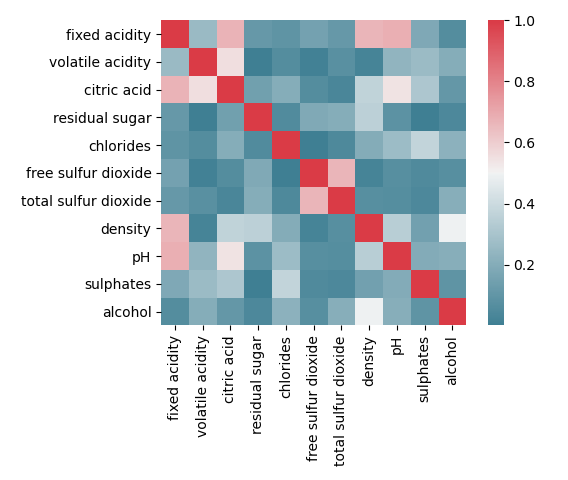 fixed acidity
volatile acidity
citric acid
residual sugar
chlorides
free sulfur dioxide
total sulfur dioxide
density
pH
sulphates
alcohol
fixed acidity
volatile acidity
citric acid
residual sugar
chlorides
free sulfur dioxide
total sulfur dioxide
density
pH
sulphates
alcohol
1.0
0.8
0.6
0.4
0.2